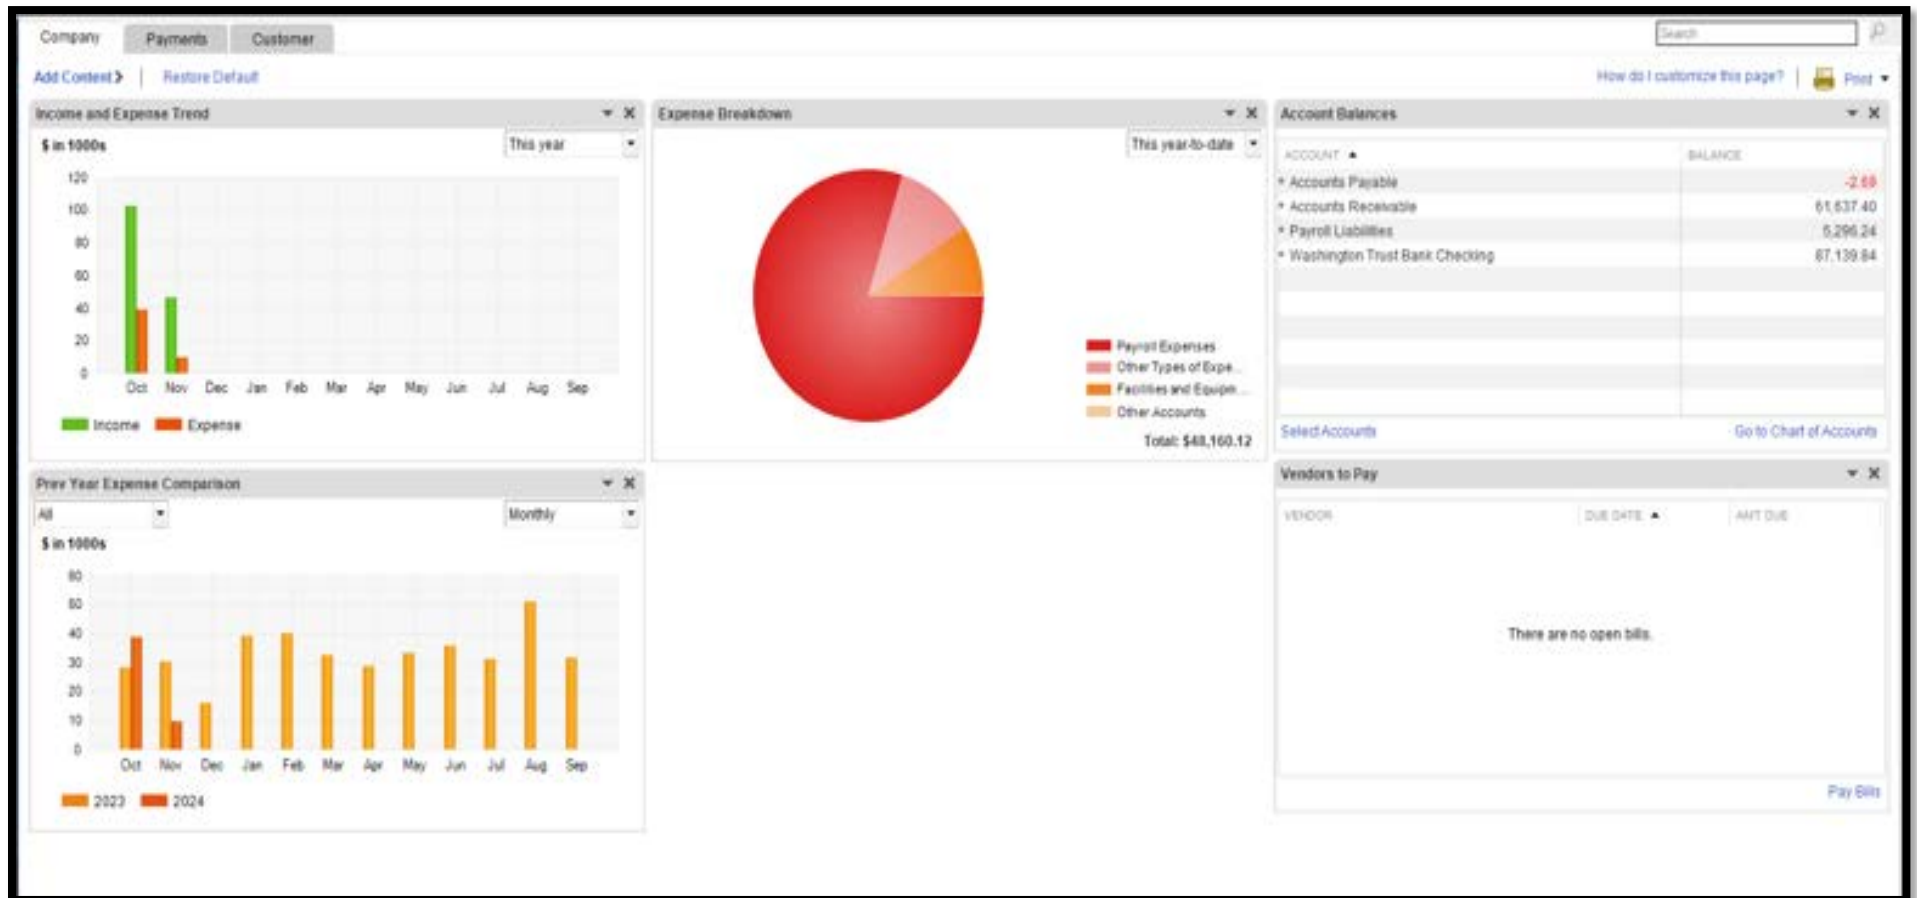 Company Payments Customer Search
Add Content Restore Default How do I customize this page? Print
Income and Expense Trend
$ in 1000s This year
120
100
80
60
40
20
0
Oct Nov Dec Jan Feb Mar Apr May Jun Jul Aug Sep
Income Expense
Expense Breakdown
This year-to-date
Payroll Expenses
Other Types of Expe...
Facilities and Equipm...
Other Accounts
Total: $48,160.12
Account Balances
ACCOUNT BALANCE
Accounts Payable
Accounts Receivable 61,637.40
Payroll Liabilities 5,296.24
Washington Trust Bank Checking 87,139.84
Select Accounts Go to Chart of Accounts
Prev Year Expense Comparison
All Monthly
$ in 1000s
60
50
40
30
20
10
0
Oct Nov Dec Jan Feb Mar Apr May Jun Jul Aug Sep
2023 2024
Vendors to Pay
VENDOR DUE DATE AMT DUE
There are no open bills.
Pay Bills